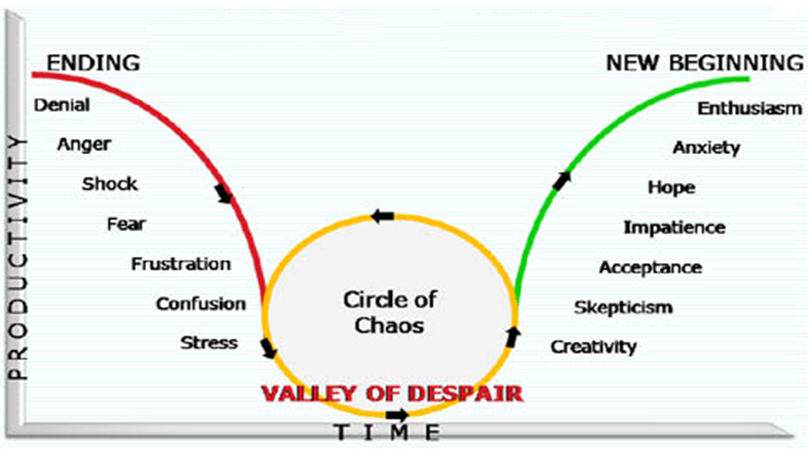 ENDING
NEW BEGINNING
Denial
Anger
Shock
Fear
Frustration
Confusion
Stress
Enthusiasm
Anxiety
Hope
Impatience
Acceptance
Skepticism
Creativity
Circle of
Chaos
VALLEY OF DESPAIR
PRODUCTIVITY
TIME